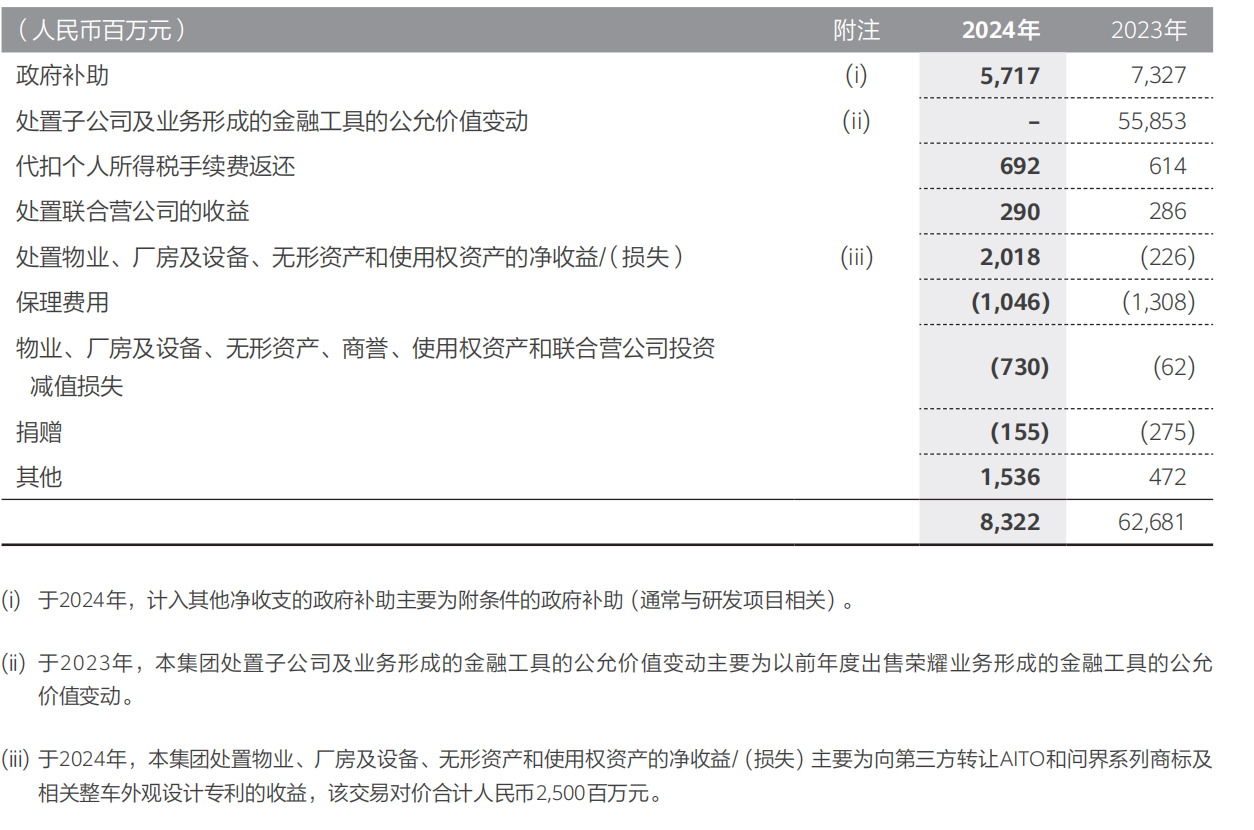 （人民币百万元） 附注 2024年 2023年
政府补助 (i) 5,717 7,327
处置子公司及业务形成的金融工具的公允价值变动 (ii) – 55,853
代扣个人所得税手续费返还 692 614
处置联合营公司的收益 290 286
处置物业、厂房及设备、无形资产和使用权资产的净收益/（损失） (iii) 2,018 (226)
保理费用 (1,046) (1,308)
物业、厂房及设备、无形资产、商誉、使用权资产和联合营公司投资
减值损失 (730) (62)
捐赠 (155) (275)
其他 1,536 472
8,322 62,681
(i) 于2024年，计入其他净收支的政府补助主要为附条件的政府补助（通常与研发项目相关）。
(ii) 于2023年，本集团处置子公司及业务形成的金融工具的公允价值变动主要为以前年度出售荣耀业务形成的金融工具的公允
价值变动。
(iii) 于2024年，本集团处置物业、厂房及设备、无形资产和使用权资产的净收益/（损失）主要为向第三方转让AITO和问界系列商标及
相关整车外观设计专利的收益，该交易对价合计人民币2,500百万元。